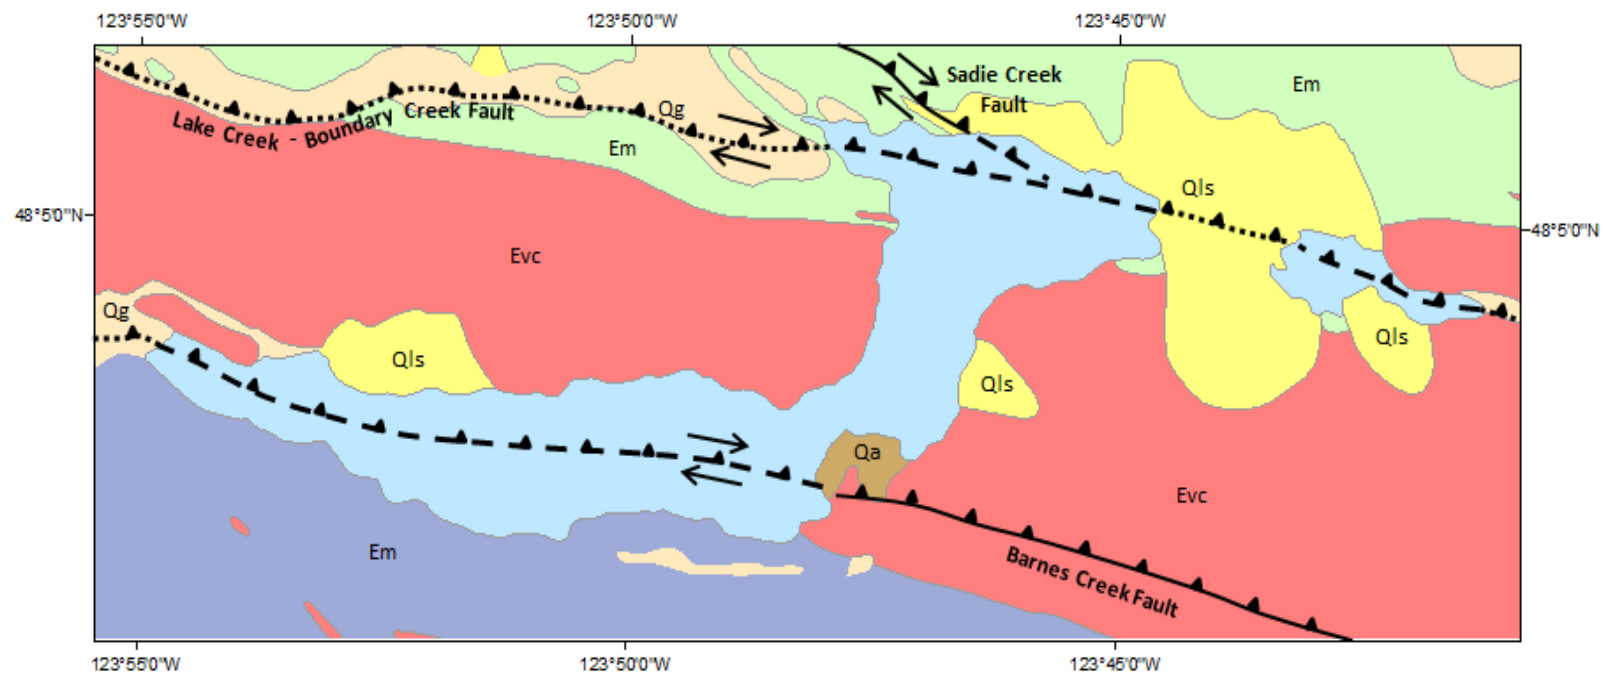 123°55'0"W 123°50'0"W 123°45'0"W
Sadie Creek
Fault
Em
Qg
Lake Creek - Boundary Creek Fault
Em
Qls
48°5'0"N
48°5'0"N
Evc
Qg
Qls
Qls
Qls
Qa
Evc
Em
Barnes Creek Fault
123°55'0"W 123°50'0"W 123°45'0"W